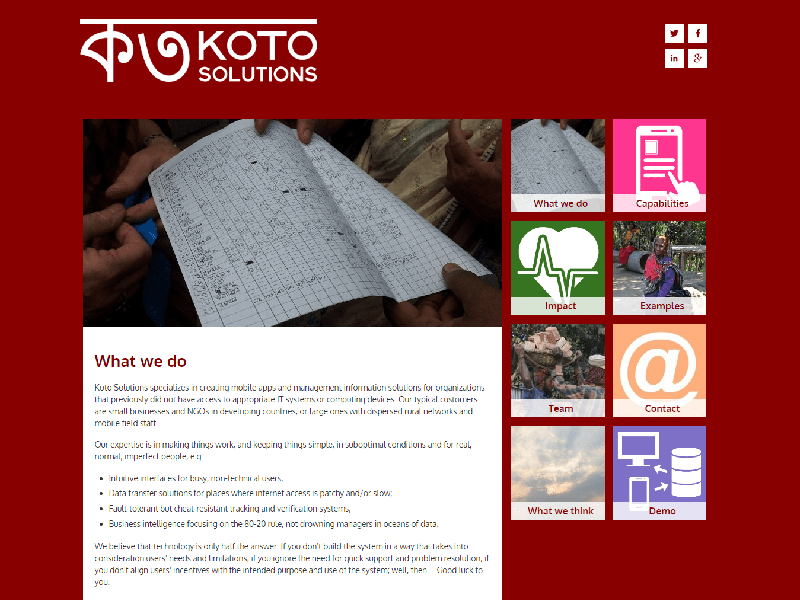 কত KOTO
SOLUTIONS
What we do
Koto Solutions specializes in creating mobile apps and management information solutions for organizations
that previously did not have access to appropriate IT systems or computing devices. Our typical customers
are small businesses and NGOs in developing countries, or large ones with dispersed rural networks and
mobile field staff.
Our expertise is in making things work, and keeping things simple, in suboptimal conditions and for real,
normal, imperfect people, e.g.
• Intuitive interfaces for busy, non-technical users;
• Data transfer solutions for places where internet access is patchy and/or slow;
• Fault-tolerant but cheat-resistant tracking and verification systems;
• Business intelligence focusing on the 80-20 rule, not drowning managers in oceans of data.
We believe that technology is only half the answer. If you don't build the system in a way that takes into
consideration users' needs and limitations, if you ignore the need for quick support and problem resolution, if
you don't align users' incentives with the intended purpose and use of the system; well, then... Good luck to
you.
What we do
Capabilities
Impact
Examples
Team
@
Contact
What we think
Demo